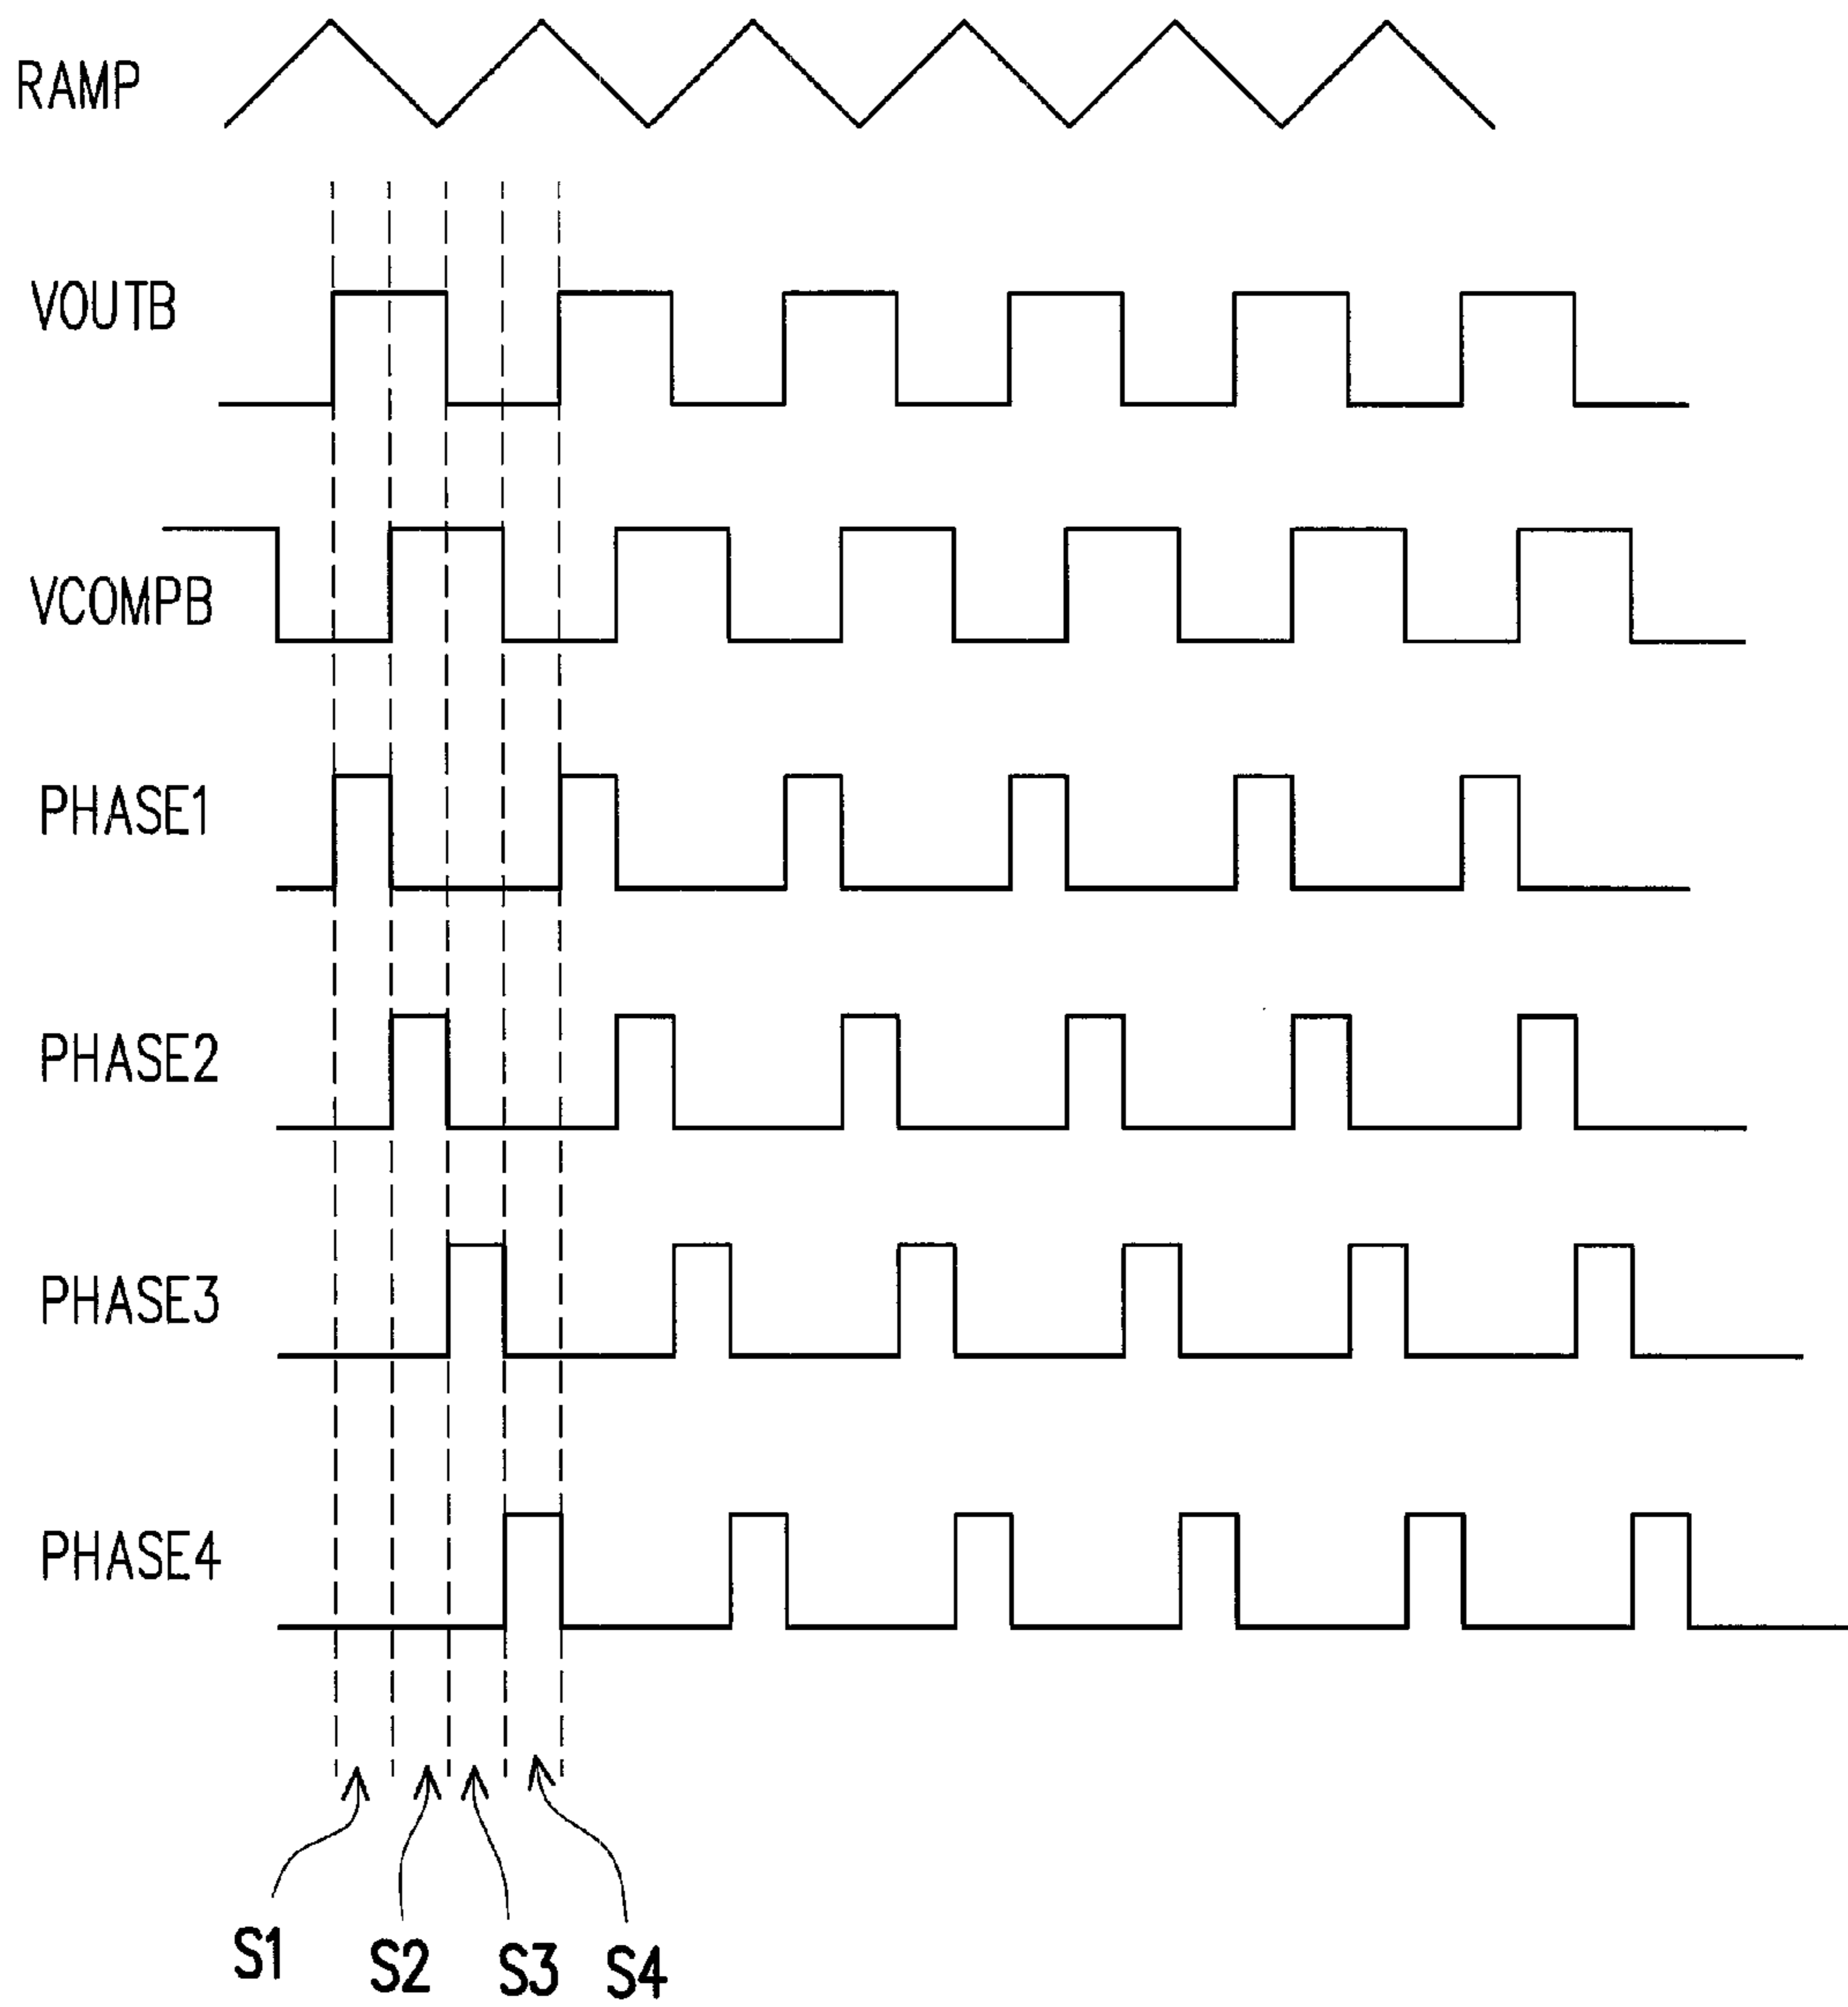 RAMP
VOUTB
VCOMPB
PHASE1
PHASE2
PHASE3
PHASE4
S1
S2
S3
S4